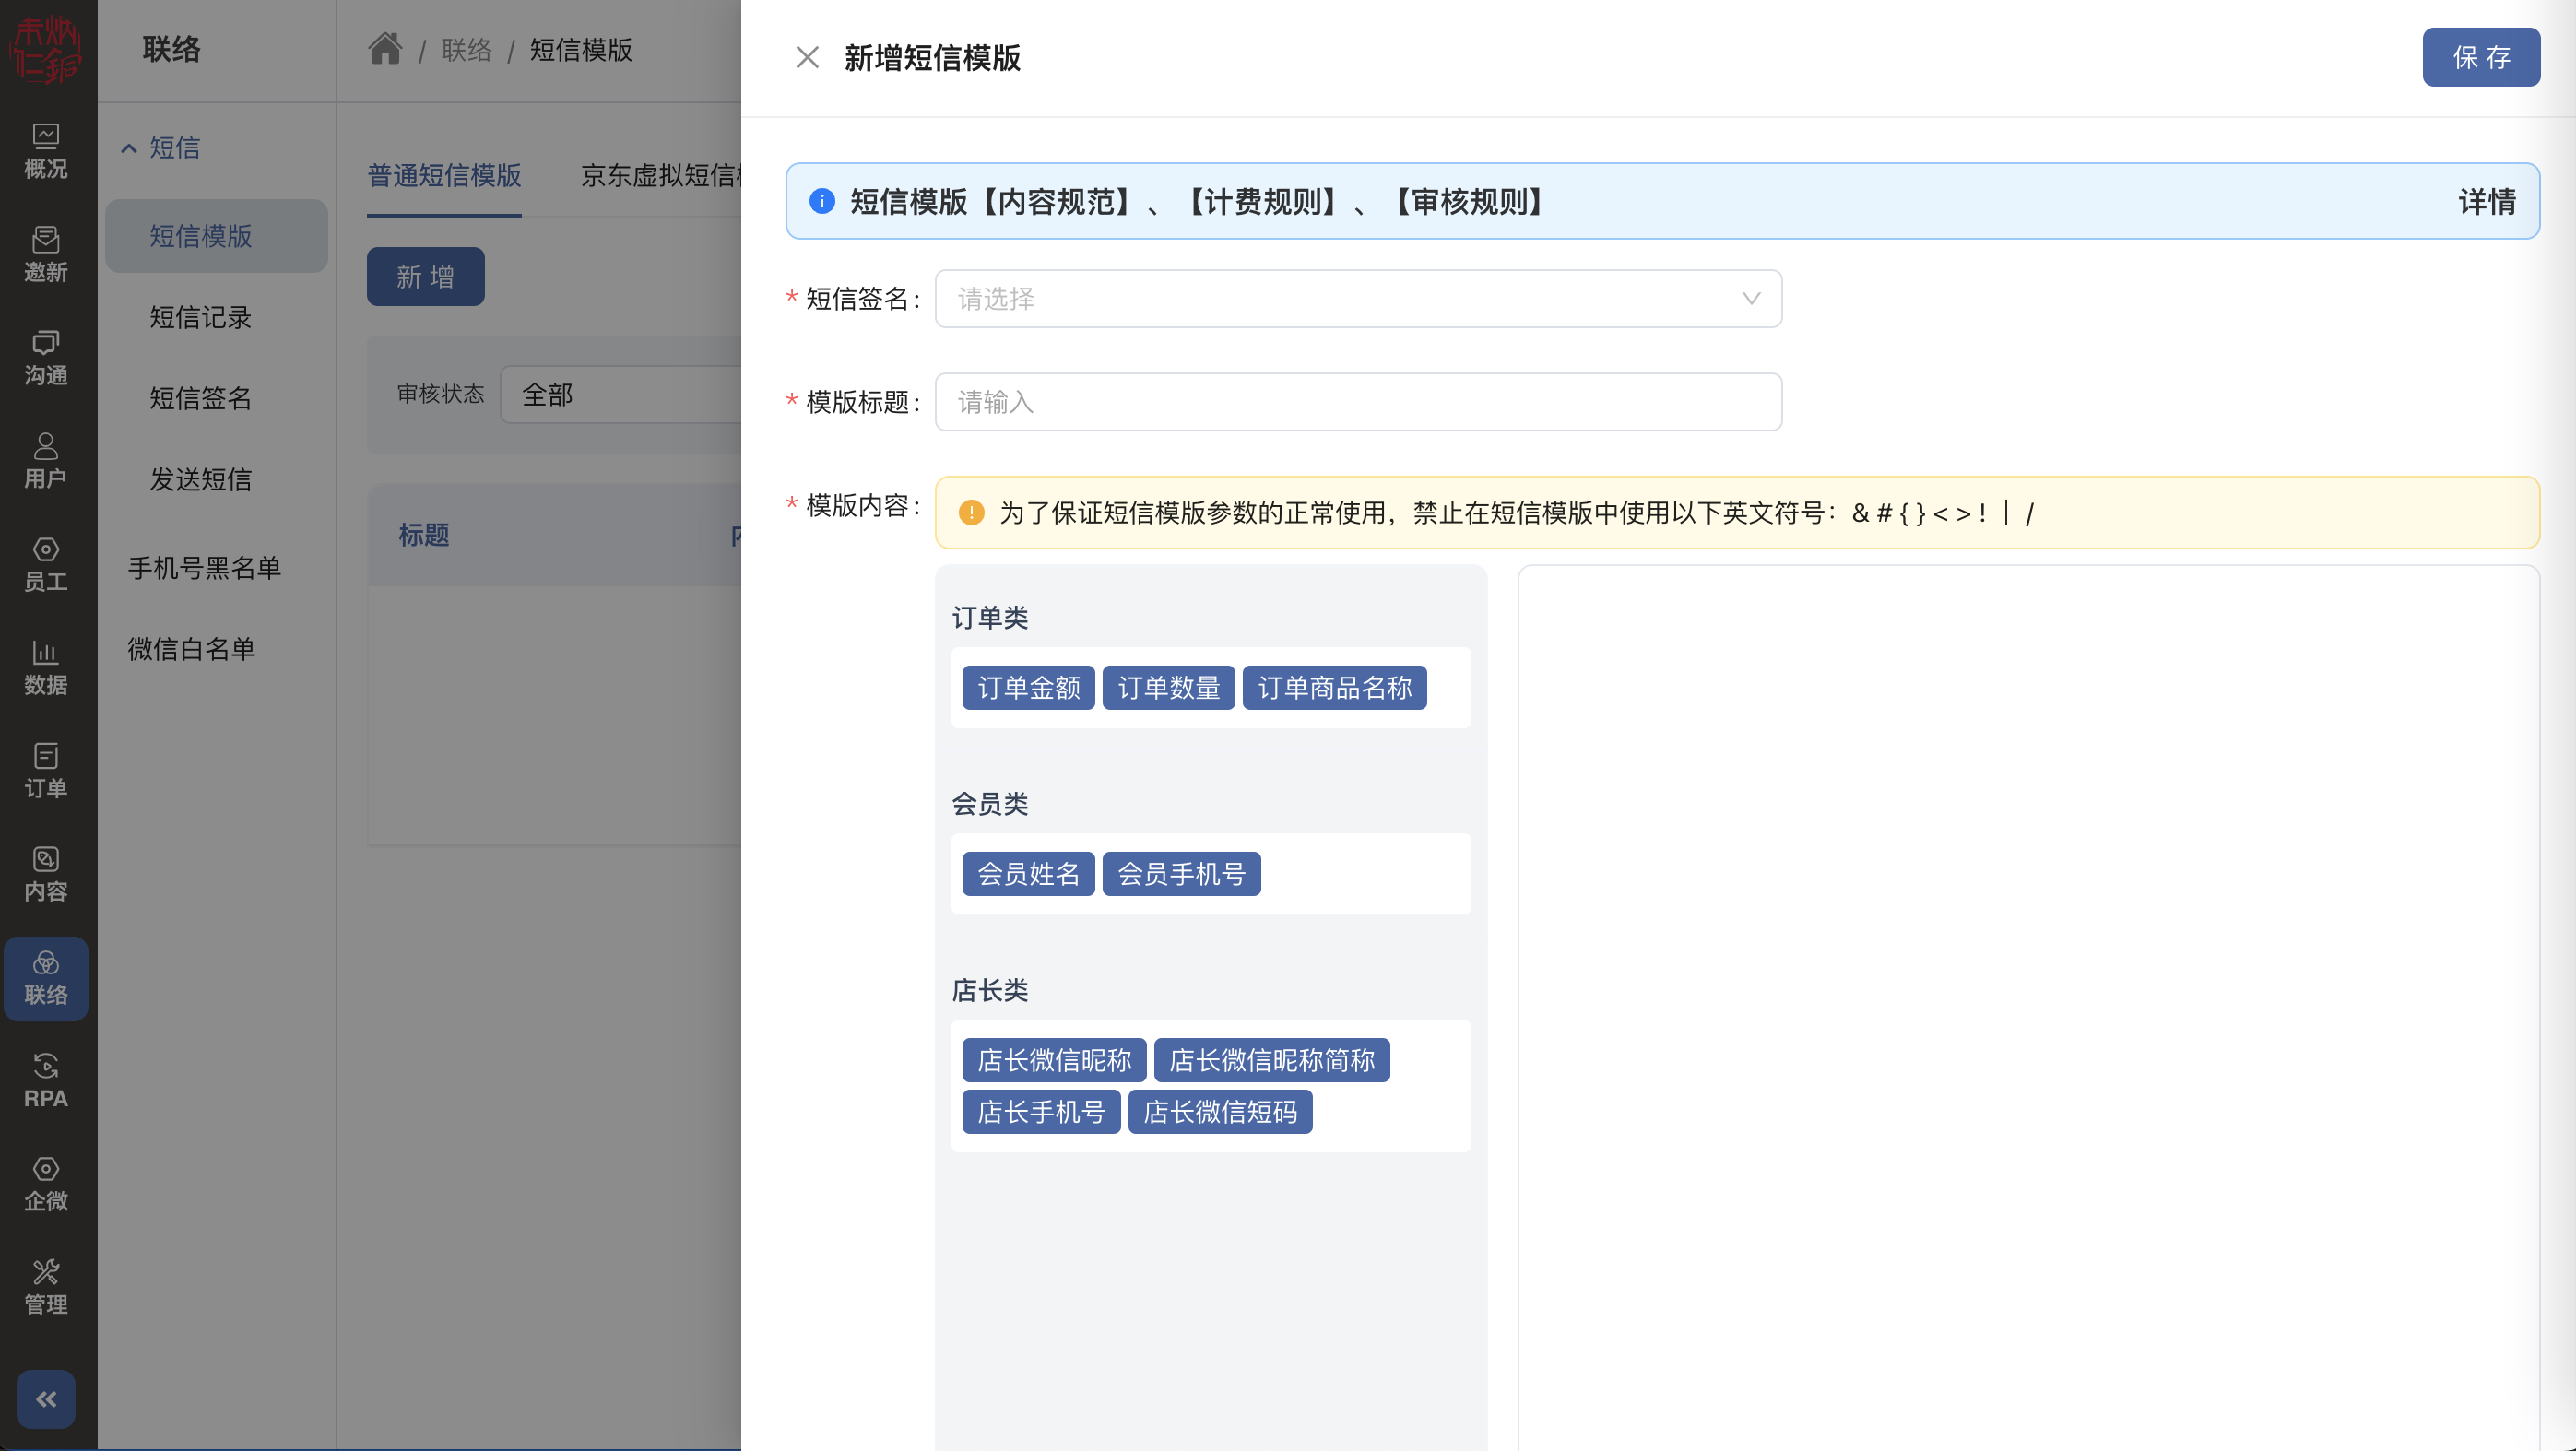 未炳
仁銅
概况
邀新
沟通
用户
员工
数据
订单
内容
联络
RPA
企微
管理
联络
短信
短信模版
短信记录
短信签名
发送短信
手机号黑名单
微信白名单
/ 联络 / 短信模版
普通短信模版 京东虚拟短信
新 增
审核状态 全部
标题
新增短信模版
保 存
短信模版【内容规范】、【计费规则】、【审核规则】 详情
* 短信签名: 请选择
* 模版标题: 请输入
* 模版内容: 为了保证短信模版参数的正常使用，禁止在短信模版中使用以下英文符号：& # { } < > ! | /
订单类
订单金额 订单数量 订单商品名称
会员类
会员姓名 会员手机号
店长类
店长微信昵称 店长微信昵称简称
店长手机号 店长微信短码